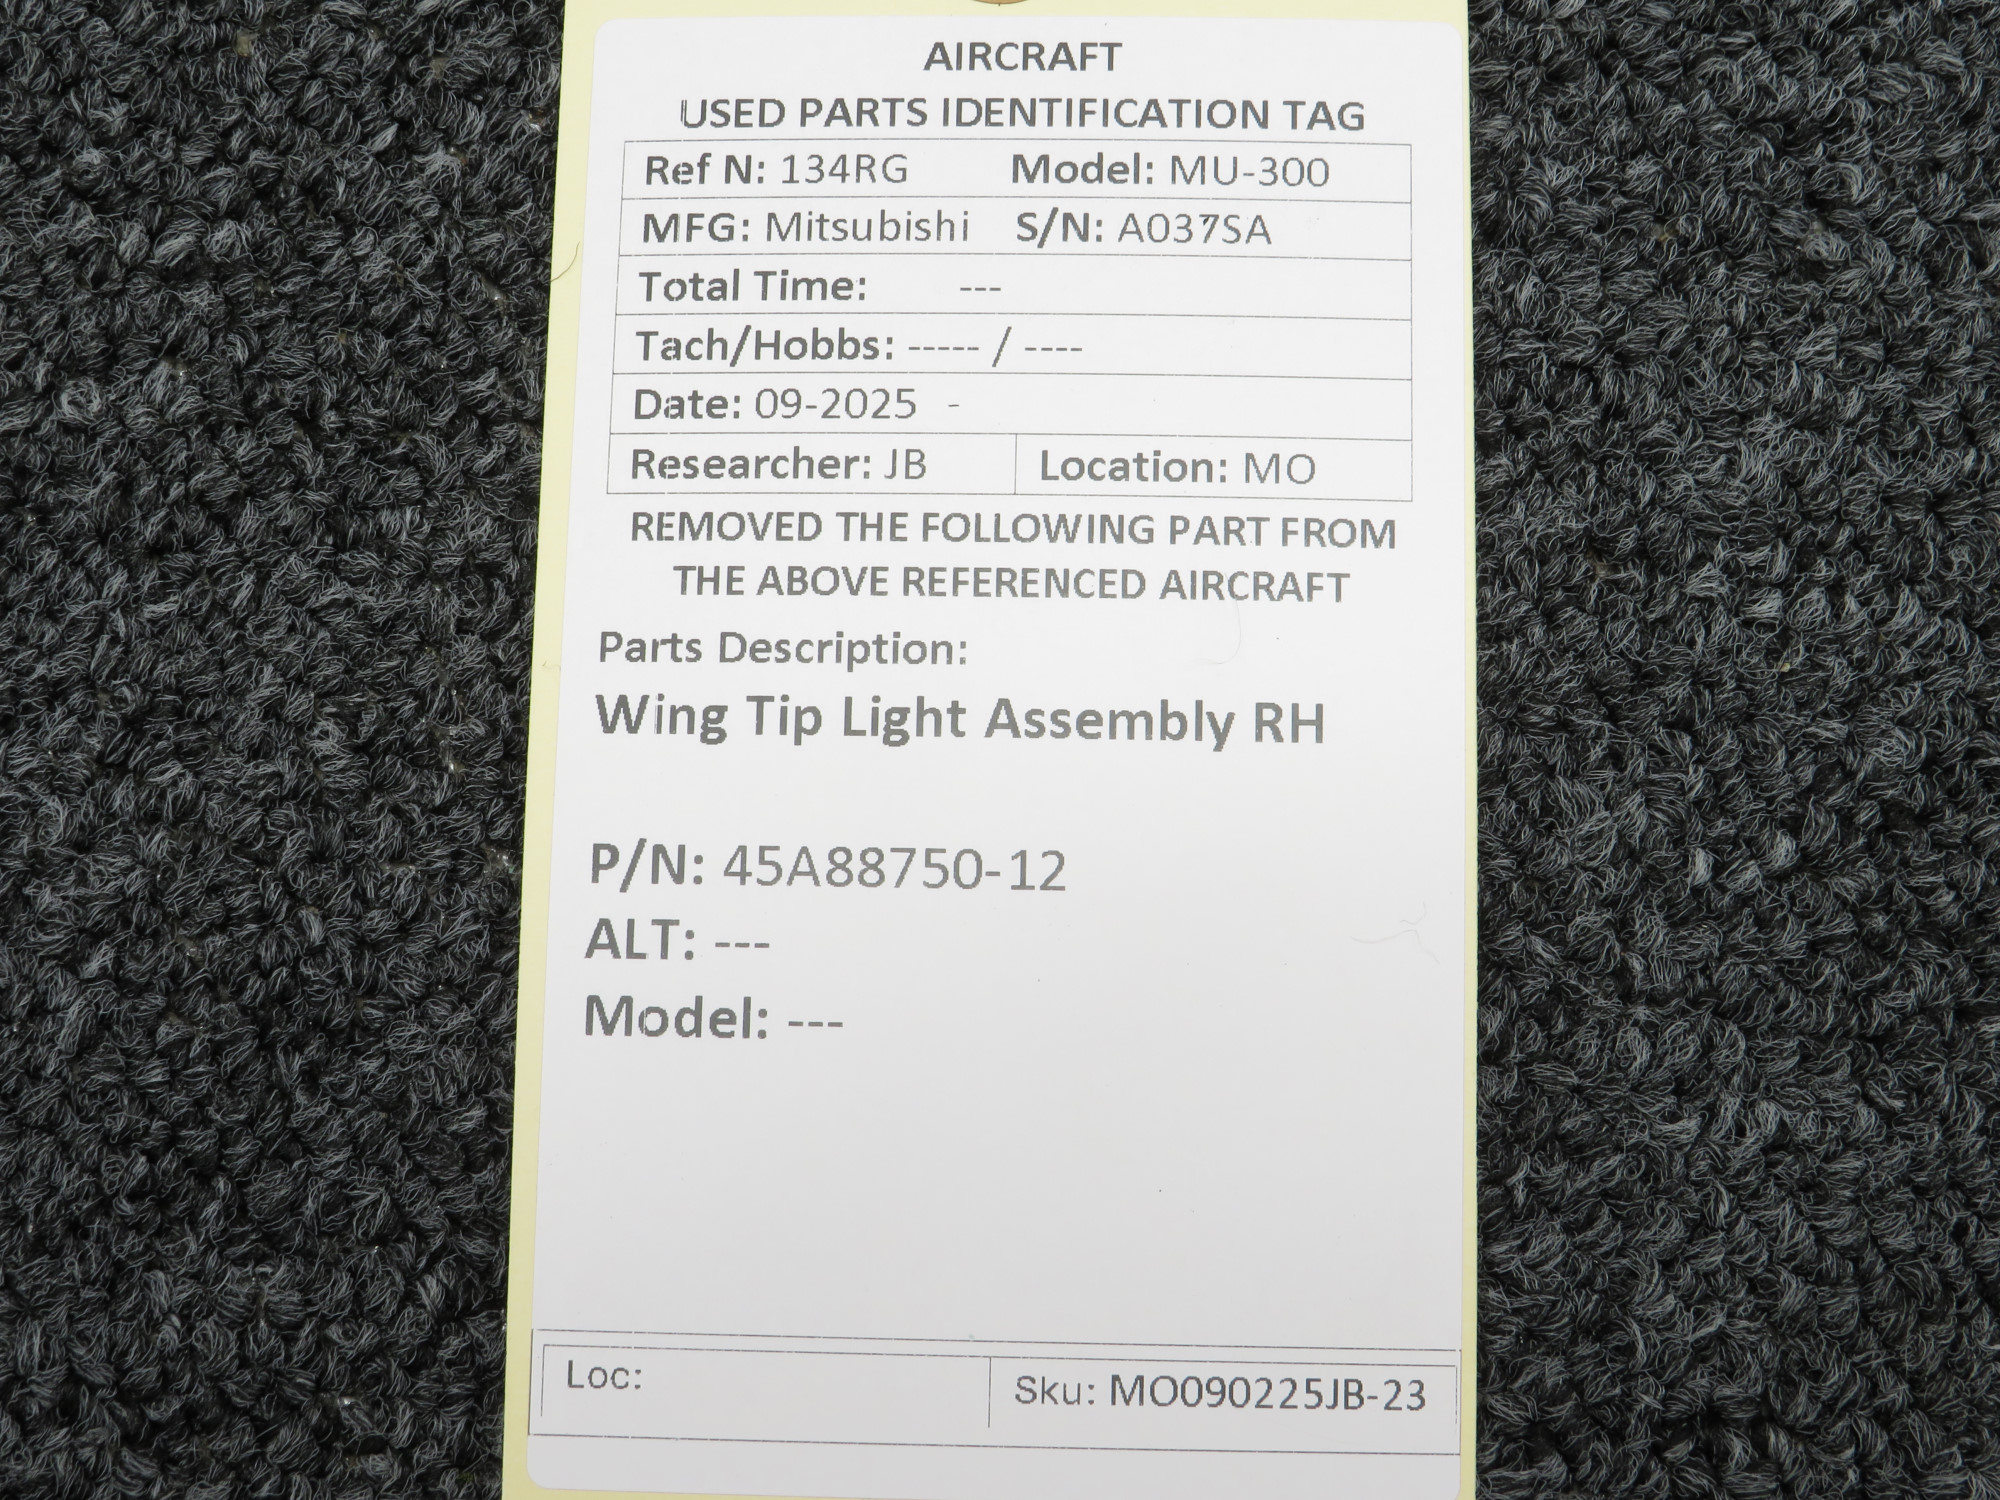 AIRCRAFT
USED PARTS IDENTIFICATION TAG
Ref N: 134RG Model: MU-300
MFG: Mitsubishi S/N: A037SA
Total Time: ---
Tach/Hobbs: ----- / ----
Date: 09-2025 -
Researcher: JB Location: MO
REMOVED THE FOLLOWING PART FROM
THE ABOVE REFERENCED AIRCRAFT
Parts Description:
Wing Tip Light Assembly RH
P/N: 45A88750-12
ALT: ---
Model: ---
Loc: Sku: MO090225JB-23